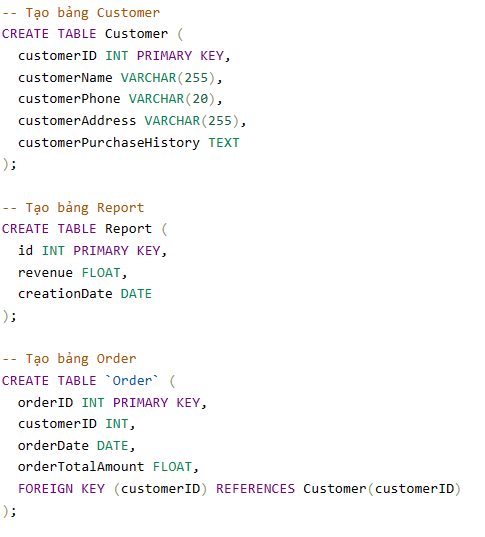 -- Tạo bảng Customer
CREATE TABLE Customer (
  customerID INT PRIMARY KEY,
  customerName VARCHAR(255),
  customerPhone VARCHAR(20),
  customerAddress VARCHAR(255),
  customerPurchaseHistory TEXT
);

-- Tạo bảng Report
CREATE TABLE Report (
  id INT PRIMARY KEY,
  revenue FLOAT,
  creationDate DATE
);

-- Tạo bảng Order
CREATE TABLE `Order` (
  orderID INT PRIMARY KEY,
  customerID INT,
  orderDate DATE,
  orderTotalAmount FLOAT,
  FOREIGN KEY (customerID) REFERENCES Customer(customerID)
);